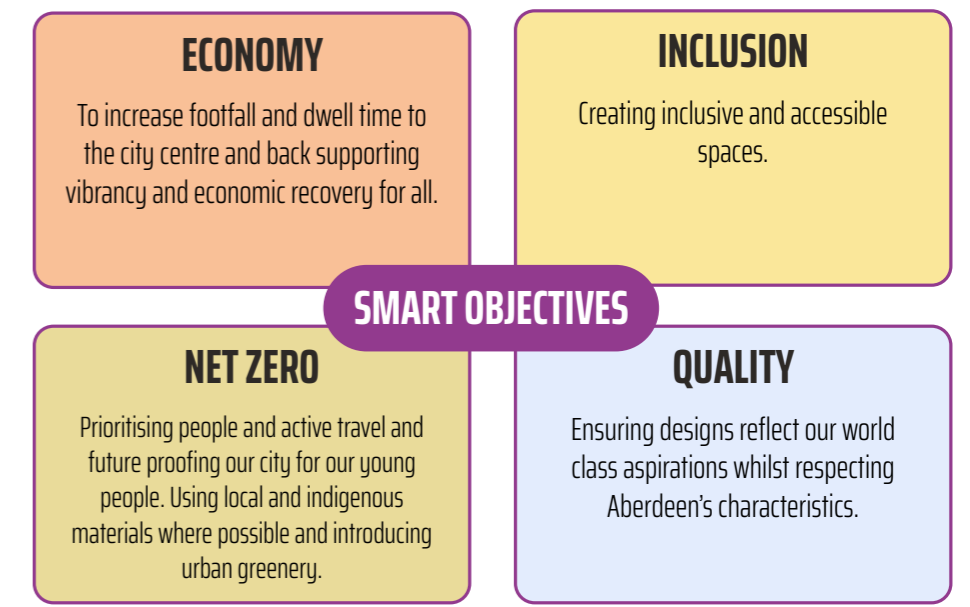 ECONOMY
To increase footfall and dwell time to
the city centre and back supporting
vibrancy and economic recovery for all.
INCLUSION
Creating inclusive and accessible
spaces.
SMART OBJECTIVES
NET ZERO
Prioritising people and active travel and
future proofing our city for our young
people. Using local and indigenous
materials where possible and introducing
urban greenery.
QUALITY
Ensuring designs reflect our world
class aspirations whilst respecting
Aberdeen's characteristics.